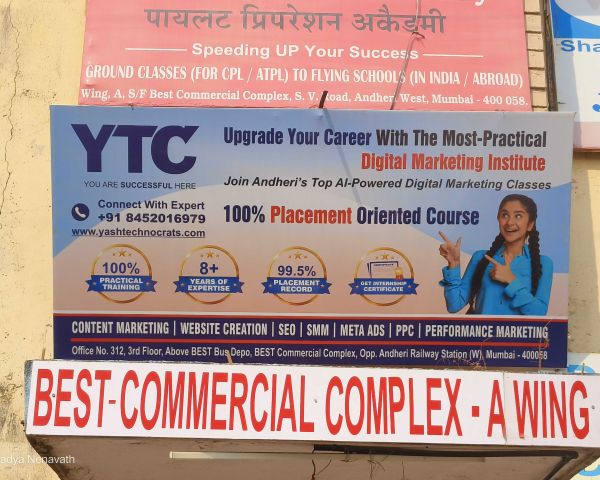 पायलट प्रिपरेशन अकैडमी
Speeding UP Your Success
GROUND CLASSES (FOR CPL / ATPL) TO FLYING SCHOOLS (IN INDIA / ABROAD)
Wing, A, S/F Best Commercial Complex, S. V. Road, Andheri West, Mumbai - 400 058.
Sha
YTC
YOU ARE SUCCESSFUL HERE
Upgrade Your Career With The Most-Practical
Digital Marketing Institute
Join Andheri's Top AI-Powered Digital Marketing Classes
Connect With Expert
+91 8452016979
www.yashtechnocrats.com
100% Placement Oriented Course
100%
PRACTICAL
TRAINING
8+
YEARS OF
EXPERTISE
99.5%
PLACEMENT
RECORD
CERTIFICATE
GET INTERNSHIP
CERTIFICATE
CONTENT MARKETING | WEBSITE CREATION | SEO | SMM | META ADS | PPC | PERFORMANCE MARKETING
Office No. 312, 3rd Floor, Above BEST Bus Depo, BEST Commercial Complex, Opp. Andheri Railway Station (W), Mumbai - 400058
BEST-COMMERCIAL COMPLEX - A WING
adya Nenavath